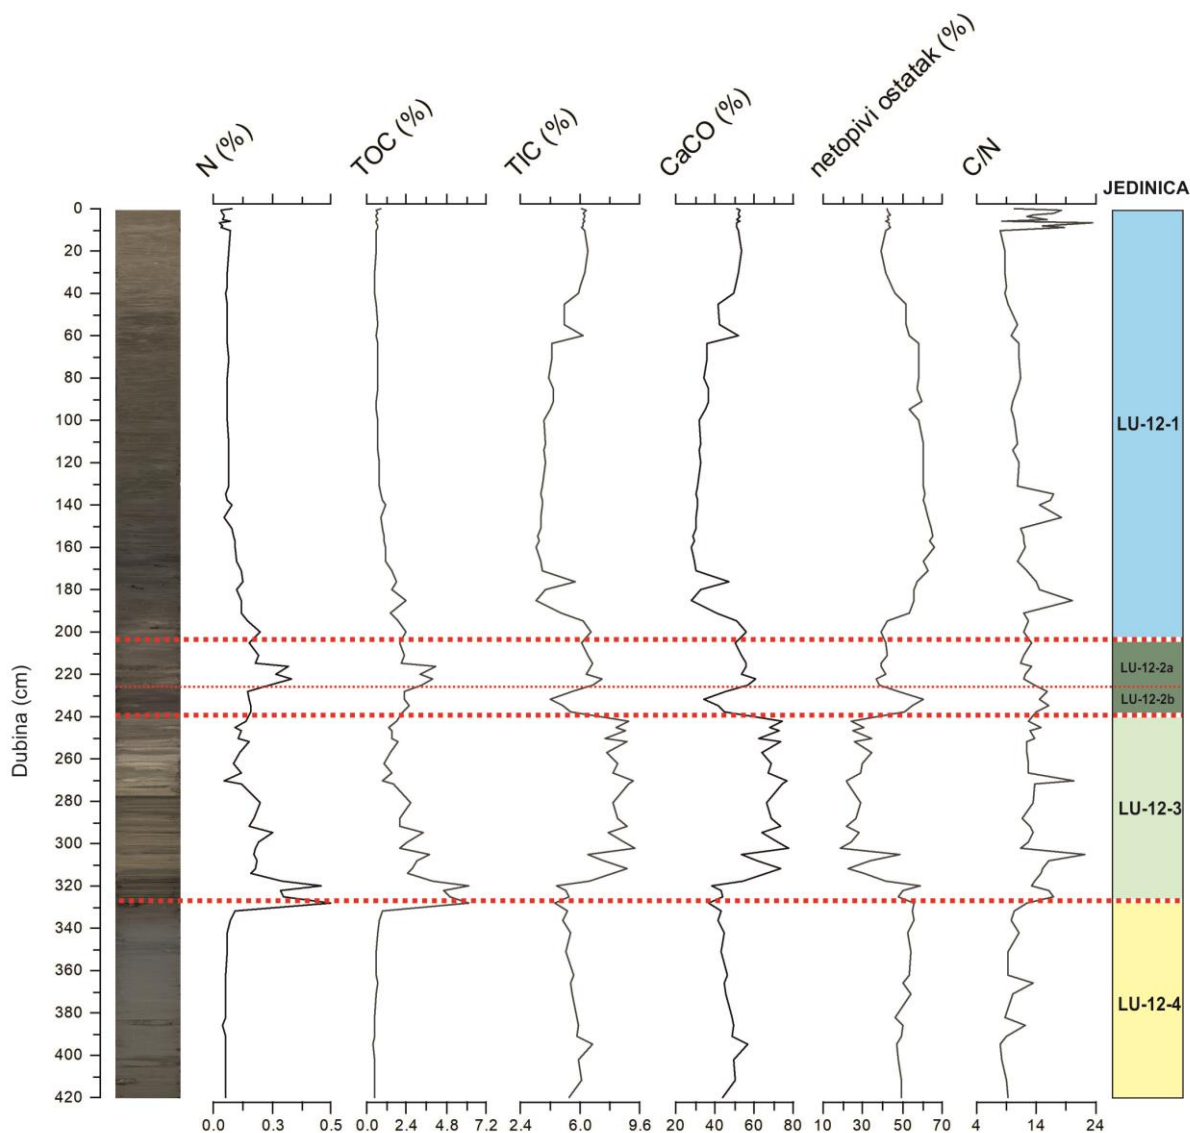 N (%)
TOC (%)
TIC (%)
CaCO (%)
netopivi ostatak (%)
C/N
JEDINICA
Dubina (cm)
0
20
40
60
80
100
120
140
160
180
200
220
240
260
280
300
320
340
360
380
400
420
LU-12-1
LU-12-2a
LU-12-2b
LU-12-3
LU-12-4
0.0 0.3 0.5
0.0 2.4 4.8 7.2
2.4 6.0 9.6
20 40 60 80
10 30 50 70
4 14 24